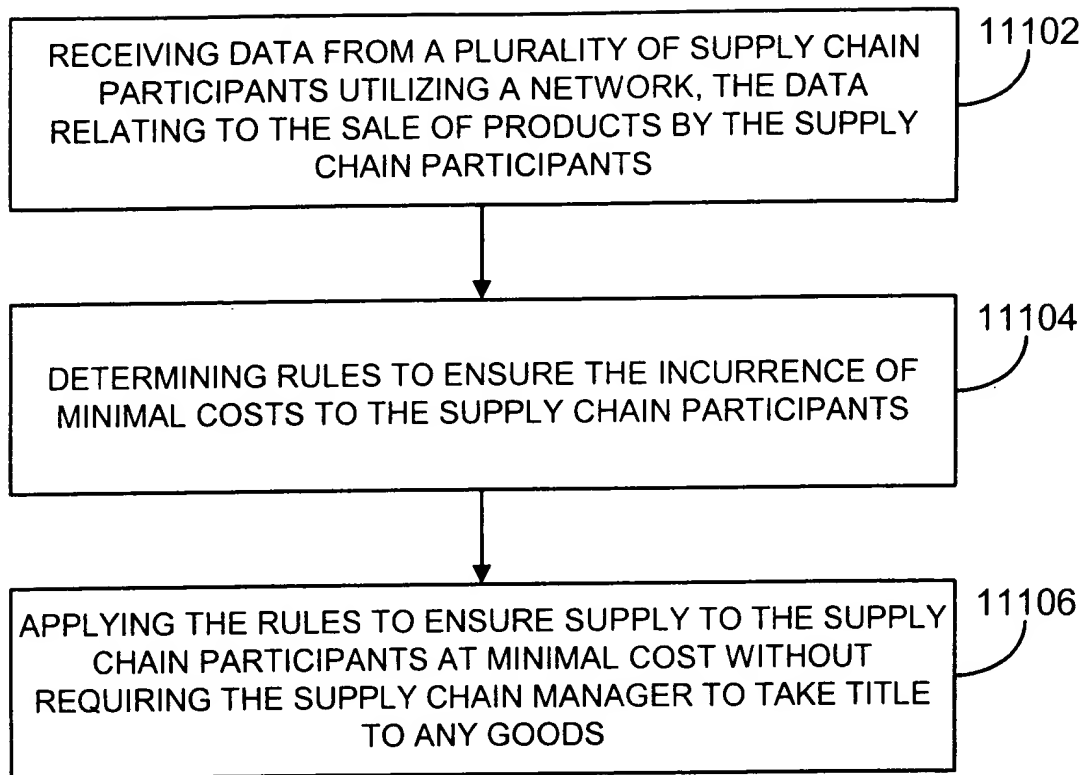 RECEIVING DATA FROM A PLURALITY OF SUPPLY CHAIN
PARTICIPANTS UTILIZING A NETWORK, THE DATA
RELATING TO THE SALE OF PRODUCTS BY THE SUPPLY
CHAIN PARTICIPANTS
11102
DETERMINING RULES TO ENSURE THE INCURRENCE OF
MINIMAL COSTS TO THE SUPPLY CHAIN PARTICIPANTS
11104
APPLYING THE RULES TO ENSURE SUPPLY TO THE SUPPLY
CHAIN PARTICIPANTS AT MINIMAL COST WITHOUT
REQUIRING THE SUPPLY CHAIN MANAGER TO TAKE TITLE
TO ANY GOODS
11106